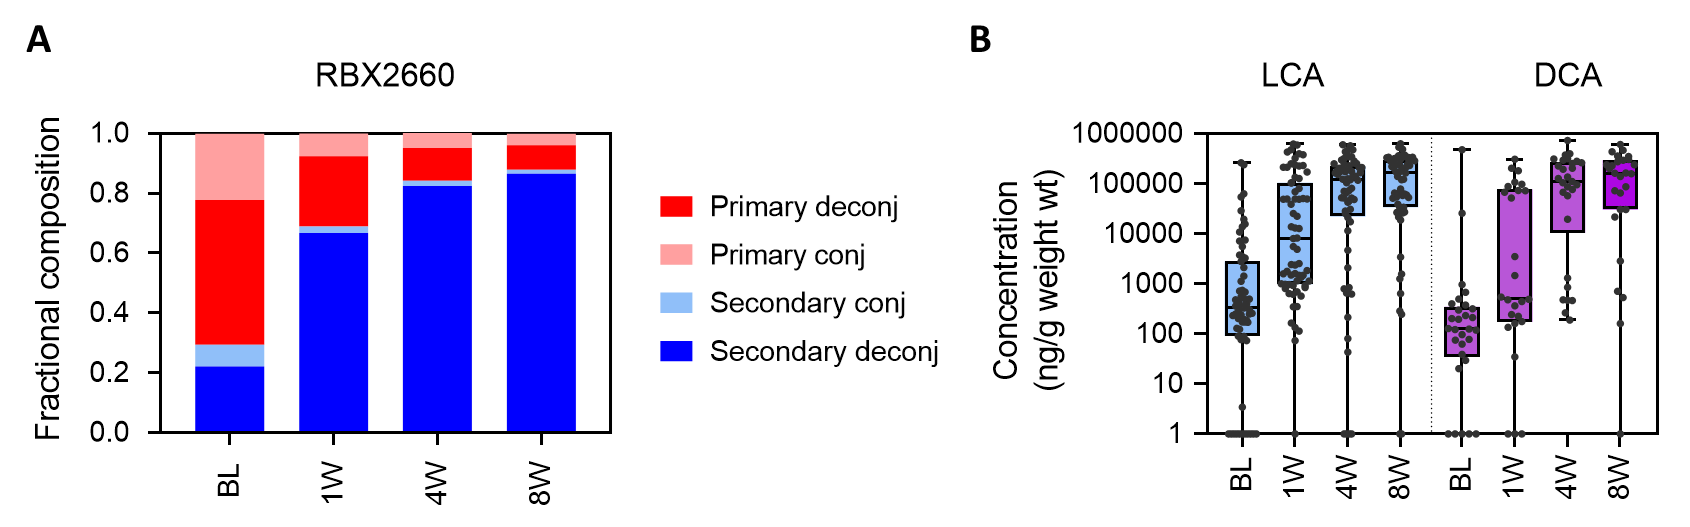 A
RBX2660
Fractional composition
1.0
0.8
0.6
0.4
0.2
0.0
BL
1W
4W
8W
Primary deconj
Primary conj
Secondary conj
Secondary deconj
B
LCA
DCA
Concentration
(ng/g weight wt)
1000000
100000
10000
1000
100
10
1
BL
1W
4W
8W
BL
1W
4W
8W